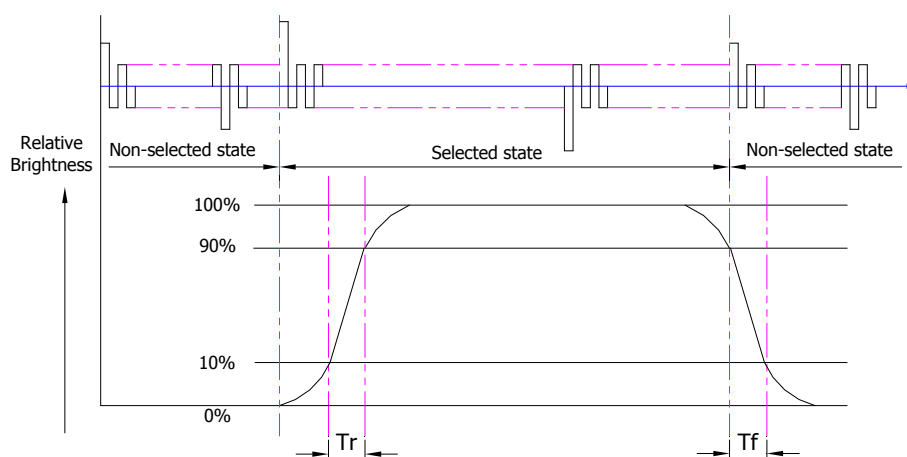 Relative
Brightness
Non-selected state
Selected state
Non-selected state
100%
90%
10%
0%
Tr
Tf